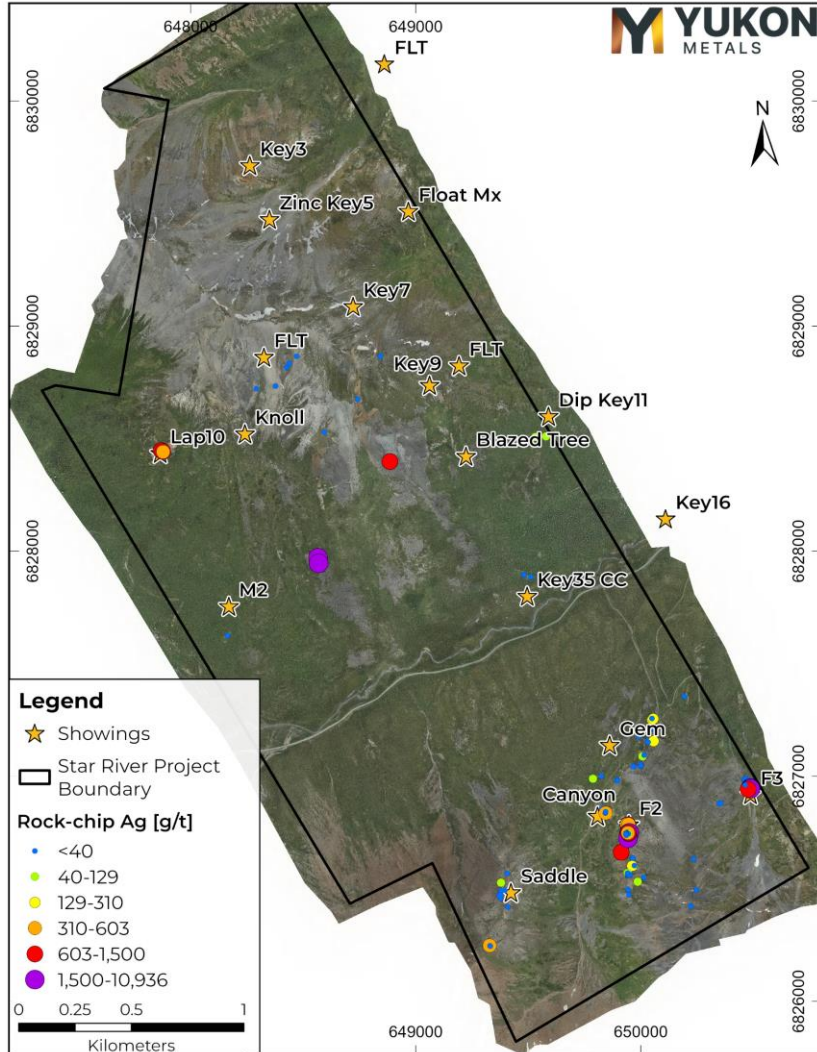 648000
649000
YUKON
METALS
FLT
6830000
6830000
N
Key3
Zinc Key5
Float Mx
Key7
6829000
6829000
FLT
FLT
Key9
Dip Key11
Knoll
Lap10
Blazed Tree
Key16
6828000
6828000
M2
Key35 CC
Gem
F3
6827000
Canyon
F2
Saddle
6826000
Legend
Showings
Star River Project
Boundary
Rock-chip Ag [g/t]
<40
40-129
129-310
310-603
603-1,500
1,500-10,936
0 0.25 0.5 1
Kilometers
649000
650000